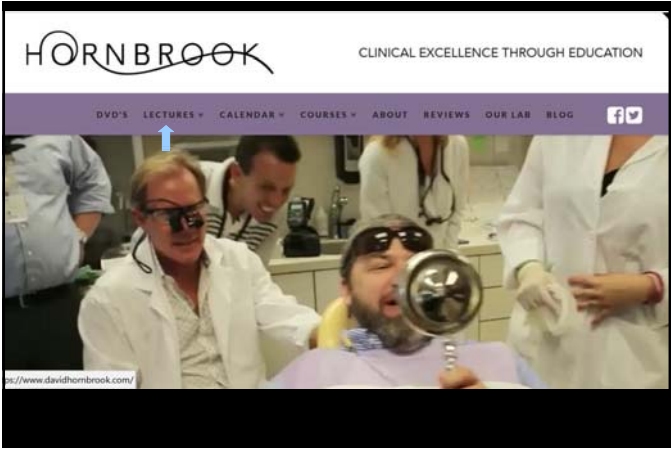 HORNBROOK
CLINICAL EXCELLENCE THROUGH EDUCATION
DVD'S LECTURES CALENDAR COURSES ABOUT REVIEWS OUR LAB BLOG
ps://www.davidhornbrook.com/